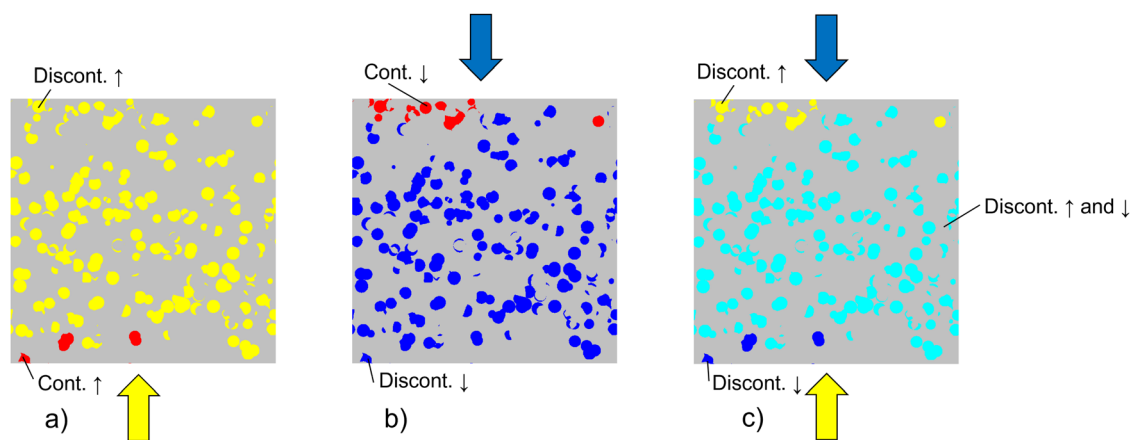 Discont. ↑
Cont. ↑
a)
Cont. ↓
Discont. ↓
b)
Discont. ↑
Discont. ↑ and ↓
Discont. ↓
c)